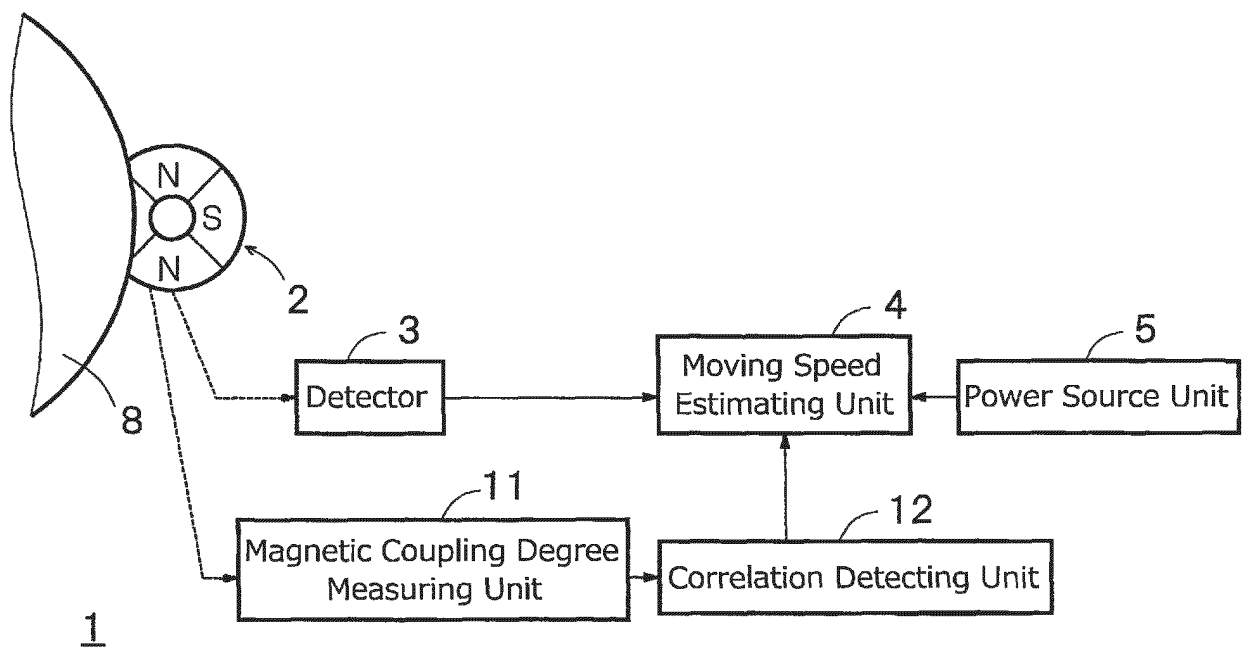 N
S
N
2
8
3
Detector
4
Moving Speed
Estimating Unit
5
Power Source Unit
11
Magnetic Coupling Degree
Measuring Unit
12
Correlation Detecting Unit
1